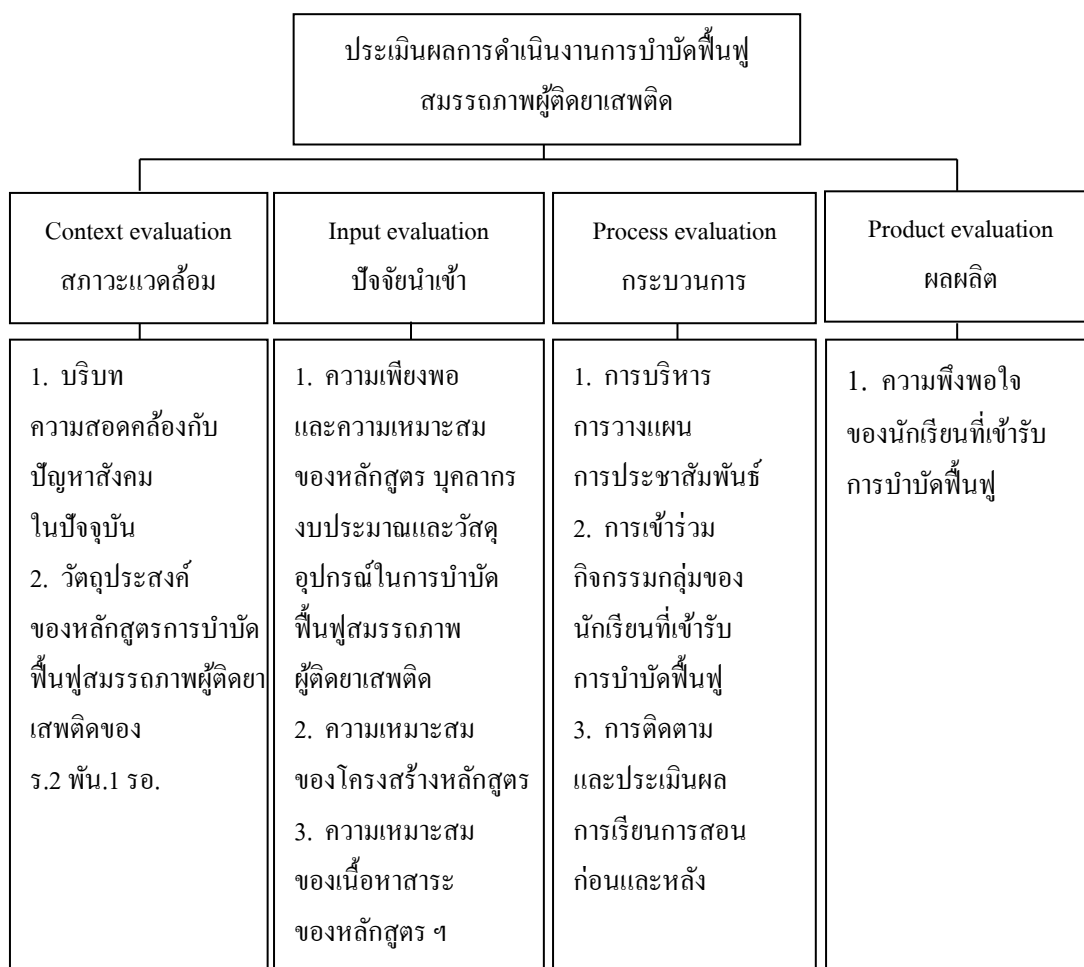 ประเมินผลการดำเนินงานการบำบัดฟื้นฟู
สมรรถภาพผู้ติดยาเสพติด
Context evaluation
สภาวะแวดล้อม
Input evaluation
ปัจจัยนำเข้า
Process evaluation
กระบวนการ
Product evaluation
ผลผลิต
1. บริบท
ความสอดคล้องกับ
ปัญหาสังคม
ในปัจจุบัน
2. วัตถุประสงค์
ของหลักสูตรการบำบัด
ฟื้นฟูสมรรถภาพผู้ติดยา
เสพติดของ
ร.2 พัน.1 รอ.
1. ความเพียงพอ
และความเหมาะสม
ของหลักสูตร บุคลากร
งบประมาณและวัสดุ
อุปกรณ์ในการบำบัด
ฟื้นฟูสมรรถภาพ
ผู้ติดยาเสพติด
2. ความเหมาะสม
ของโครงสร้างหลักสูตร
3. ความเหมาะสม
ของเนื้อหาสาระ
ของหลักสูตร ฯ
1. การบริหาร
การวางแผน
การประชาสัมพันธ์
2. การเข้าร่วม
กิจกรรมกลุ่มของ
นักเรียนที่เข้ารับ
การบำบัดฟื้นฟู
3. การติดตาม
และประเมินผล
การเรียนการสอน
ก่อนและหลัง
1. ความพึงพอใจ
ของนักเรียนที่เข้ารับ
การบำบัดฟื้นฟู